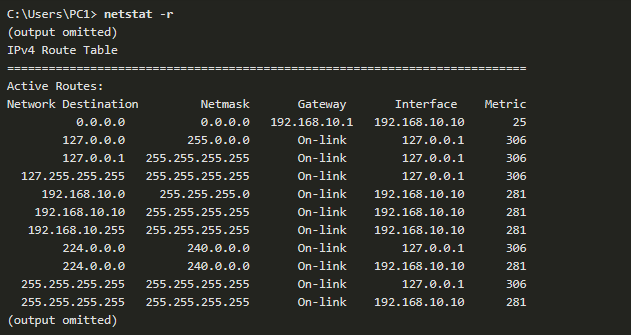 C:\Users\PC1> netstat -r
(output omitted)
IPv4 Route Table
===========================================================================
Active Routes:
Network Destination        Netmask          Gateway       Interface  Metric
          0.0.0.0          0.0.0.0     192.168.10.1    192.168.10.10     25
        127.0.0.0        255.0.0.0         On-link         127.0.0.1    306
        127.0.0.1  255.255.255.255         On-link         127.0.0.1    306
  127.255.255.255  255.255.255.255         On-link         127.0.0.1    306
     192.168.10.0    255.255.255.0         On-link     192.168.10.10    281
    192.168.10.10  255.255.255.255         On-link     192.168.10.10    281
   192.168.10.255  255.255.255.255         On-link     192.168.10.10    281
        224.0.0.0        240.0.0.0         On-link         127.0.0.1    306
        224.0.0.0        240.0.0.0         On-link     192.168.10.10    281
  255.255.255.255  255.255.255.255         On-link         127.0.0.1    306
  255.255.255.255  255.255.255.255         On-link     192.168.10.10    281
(output omitted)